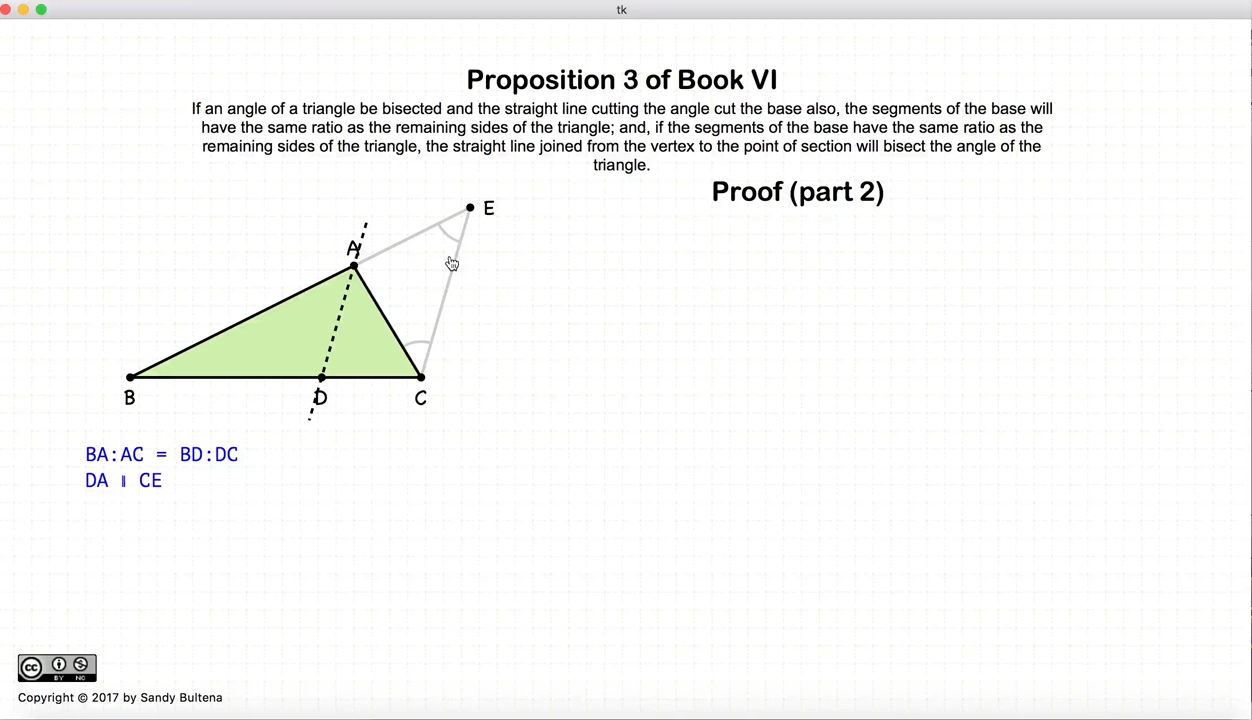 tk
Proposition 3 of Book VI
If an angle of a triangle be bisected and the straight line cutting the angle cut the base also, the segments of the base will
have the same ratio as the remaining sides of the triangle; and, if the segments of the base have the same ratio as the
remaining sides of the triangle, the straight line joined from the vertex to the point of section will bisect the angle of the
triangle.
Proof (part 2)
E
A
B
D
C
BA:AC = BD:DC
DA ∥ CE
cc
BY NC
Copyright © 2017 by Sandy Bultena